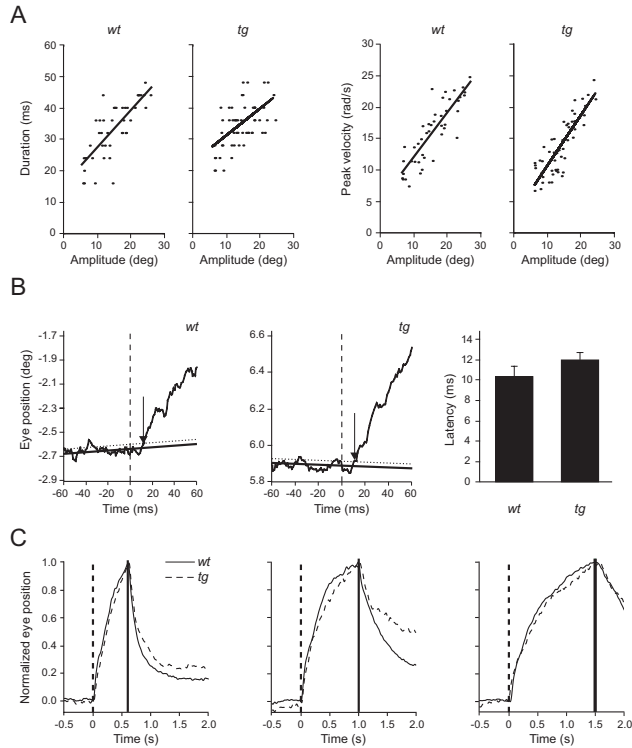 A
wt
tg
wt
tg
Duration (ms)
60
50
40
30
20
10
0
0 10 20 30
0 10 20 30
Amplitude (deg)
Amplitude (deg)
Peak velocity (rad/s)
30
25
20
15
10
5
0
0 10 20 30
0 10 20 30
Amplitude (deg)
Amplitude (deg)
B
Eye position (deg)
wt
-1.7
-2.1
-2.5
-2.7
-2.9
-60 -40 -20 0 20 40 60
Time (ms)
tg
6.6
6.4
6.2
6.0
5.8
-60 -40 -20 0 20 40 60
Time (ms)
Latency (ms)
14
12
10
8
6
4
2
0
wt
tg
C
Normalized eye position
1.0
0.8
0.6
0.4
0.2
0.0
wt
tg
-0.5 0 0.5 1.0 1.5 2.0
Time (s)
-0.5 0 0.5 1.0 1.5 2.0
Time (s)
-0.5 0 0.5 1.0 1.5 2.0
Time (s)